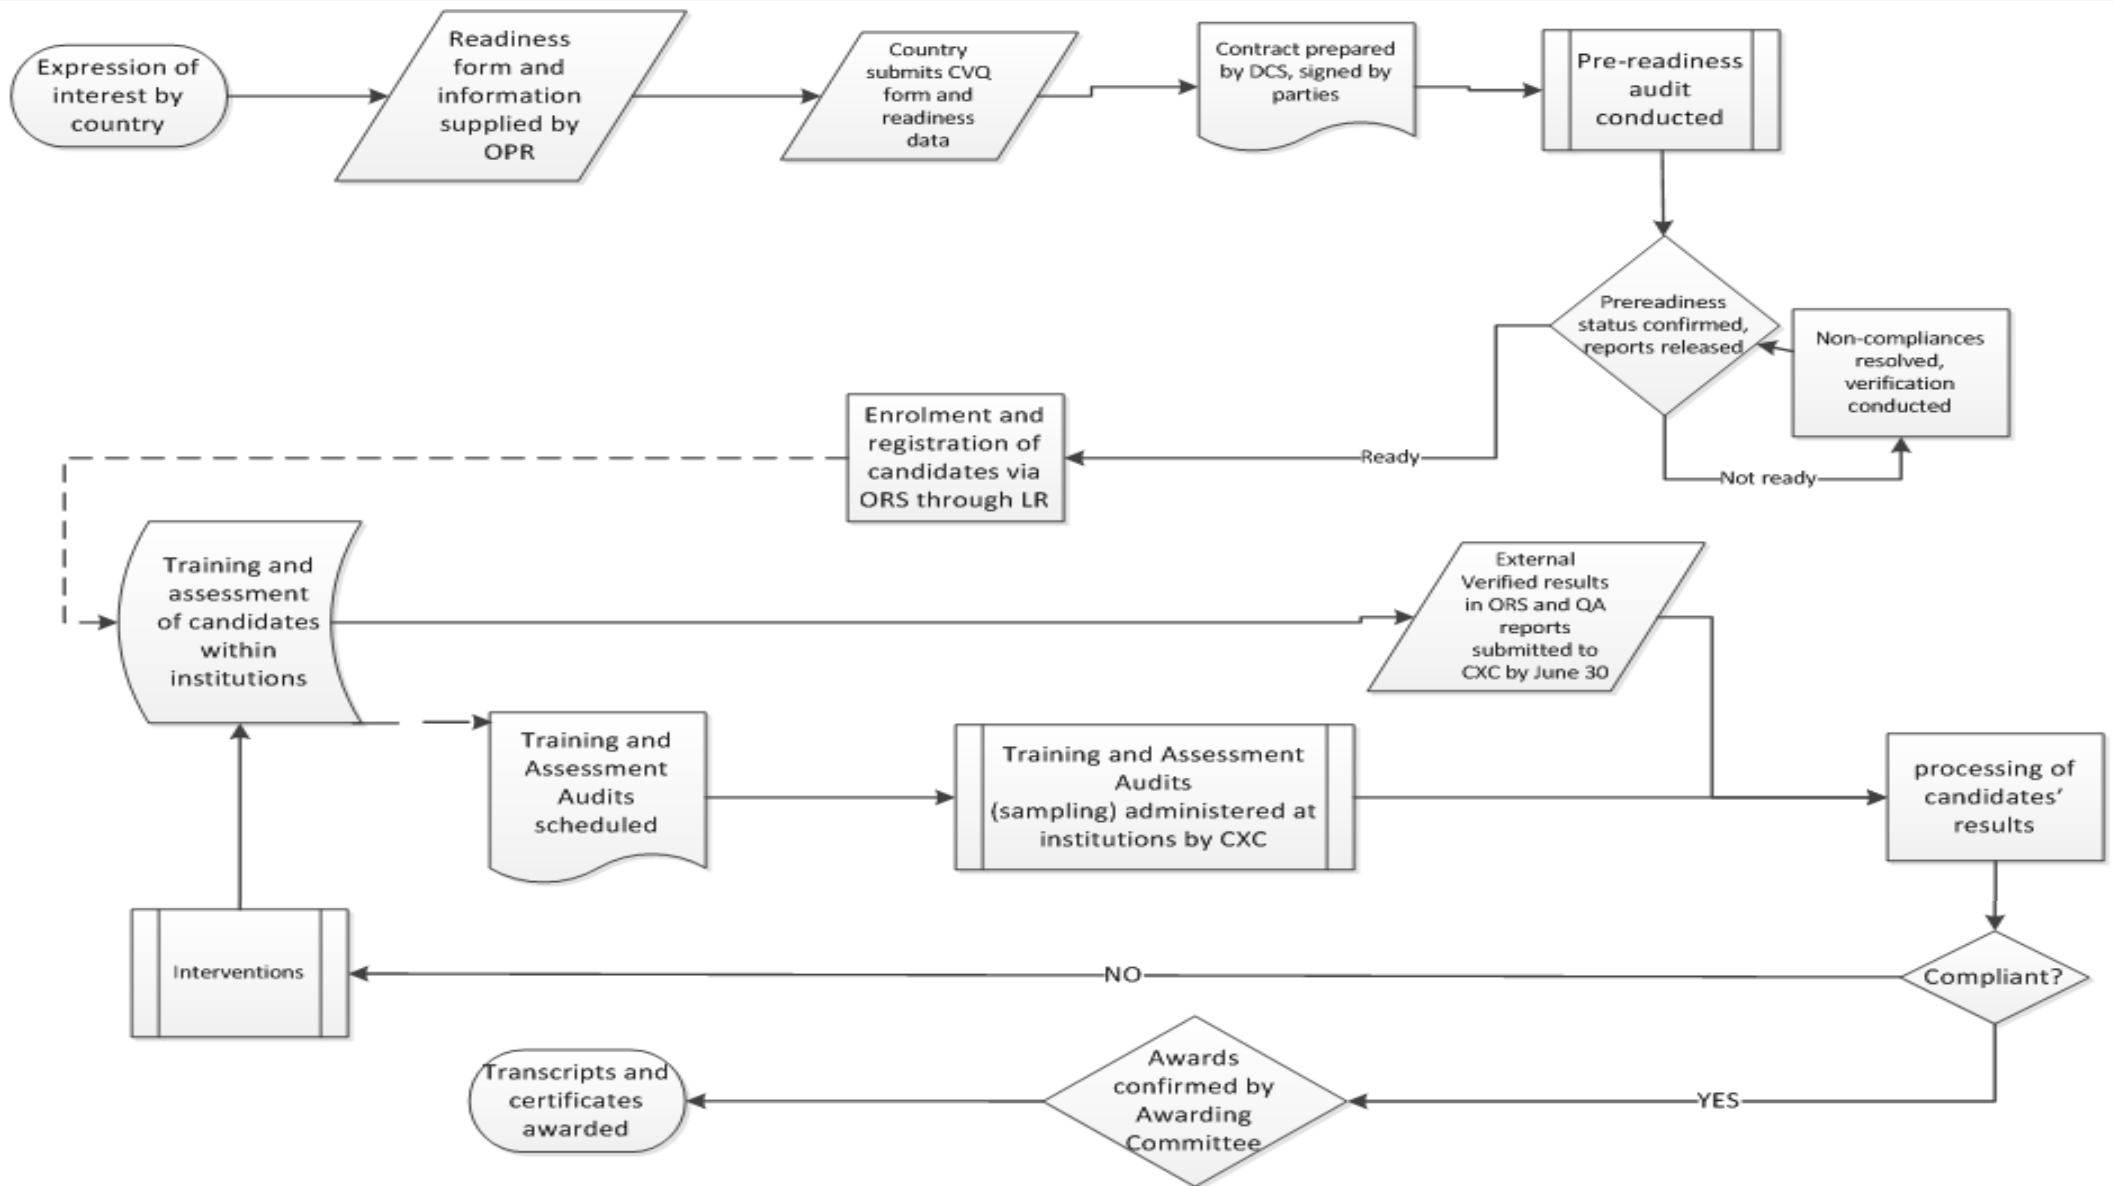 Expression of
interest by
country
Readiness
form and
information
supplied by
OPR
Country
submits CVQ
form and
readiness
data
Contract prepared
by DCS, signed by
parties
Pre-readiness
audit
conducted
Prereadiness
status confirmed,
reports released
Non-compliances
resolved,
verification
conducted
Not ready
Ready
Enrolment and
registration of
candidates via
ORS through LR
Training and
assessment
of candidates
within
institutions
External
Verified results
in ORS and QA
reports
submitted to
CXC by June 30
Training and
Assessment
Audits
scheduled
Training and Assessment
Audits
(sampling) administered at
institutions by CXC
processing of
candidates’
results
Compliant?
NO
Interventions
YES
Awards
confirmed by
Awarding
Committee
Transcripts and
certificates
awarded